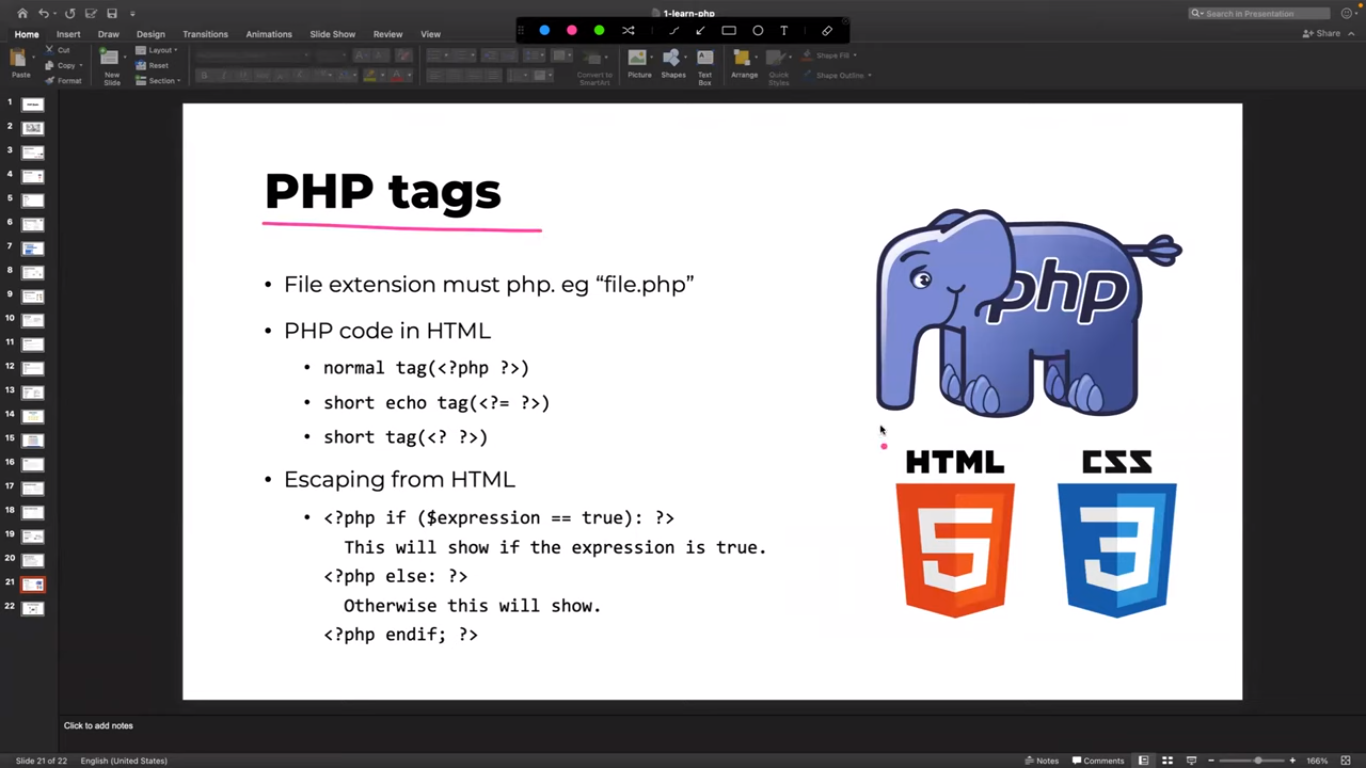 1-learn-php
Search in Presentation
Home Insert Draw Design Transitions Animations Slide Show Review View
Share
Paste
Cut
Copy
Format
New Slide
Layout
Reset
Section
Convert to SmartArt
Picture
Shapes
Text Box
Arrange
Quick Styles
Shape Fill
Shape Outline
T
1
2
3
4
5
6
7
8
9
10
11
12
13
14
15
16
17
18
19
20
21
22
PHP tags
• File extension must php. eg “file.php”
• PHP code in HTML
• normal tag(<?php ?>)
• short echo tag(<?= ?>)
• short tag(<? ?>)
• Escaping from HTML
• <?php if ($expression == true): ?>
This will show if the expression is true.
<?php else: ?>
Otherwise this will show.
<?php endif; ?>
php
HTML CSS
5 3
Click to add notes
Slide 21 of 22 English (United States)
Notes Comments 166%